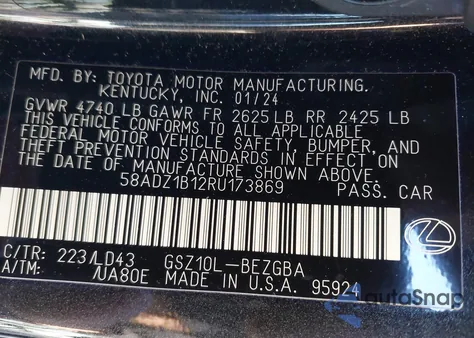 MFD. BY: TOYOTA MOTOR MANUFACTURING.
KENTUCKY, INC. 01/24
GVWR 4740 LB GAWR FR 2625 LB RR 2425 LB
THIS VEHICLE CONFORMS TO ALL APPLICABLE
FEDERAL MOTOR VEHICLE SAFETY, BUMPER, AND
THEFT PREVENTION STANDARDS IN EFFECT ON
THE DATE OF MANUFACTURE SHOWN ABOVE.
58ADZ1B12RU173869 PASS. CAR
C/TR: 223/LD43 GSZ10L-BEZGBA
A/TM: /UA80E MADE IN U.S.A. 95924
autoSnap